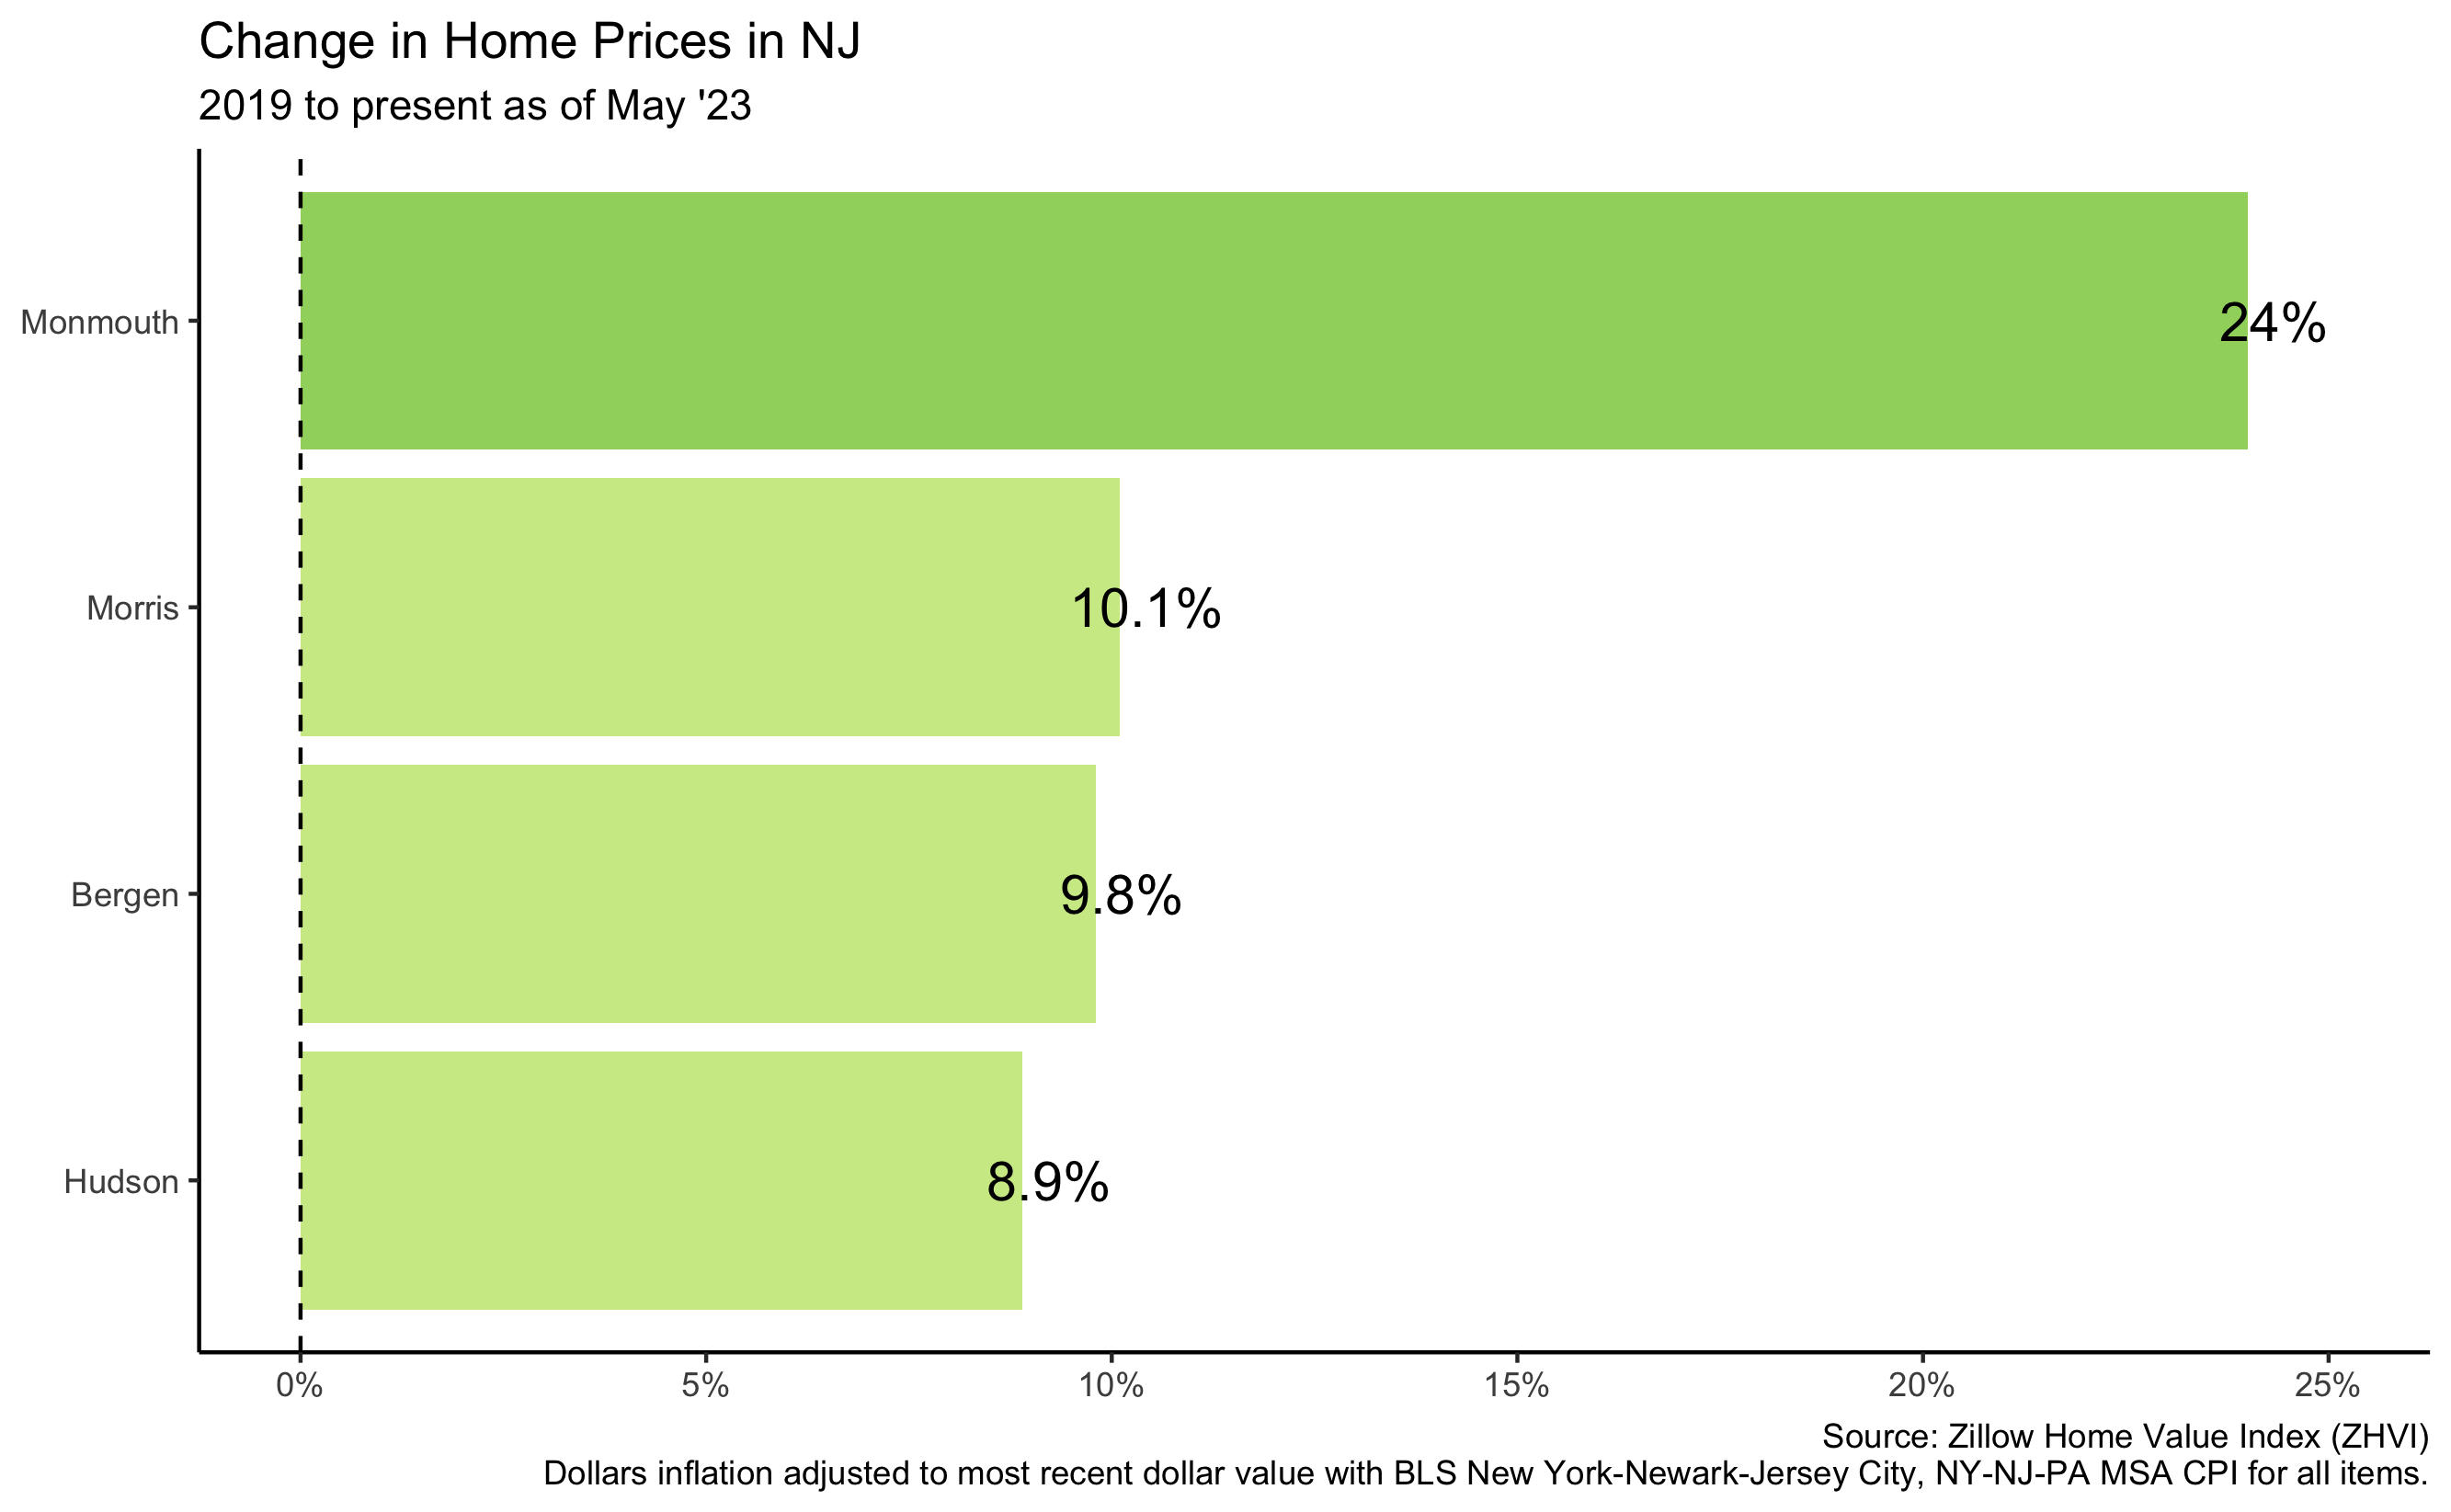 Change in Home Prices in NJ
2019 to present as of May '23
Monmouth
24%
Morris
10.1%
Bergen
9.8%
Hudson
8.9%
0% 5% 10% 15% 20% 25%
Source: Zillow Home Value Index (ZHVI)
Dollars inflation adjusted to most recent dollar value with BLS New York-Newark-Jersey City, NY-NJ-PA MSA CPI for all items.